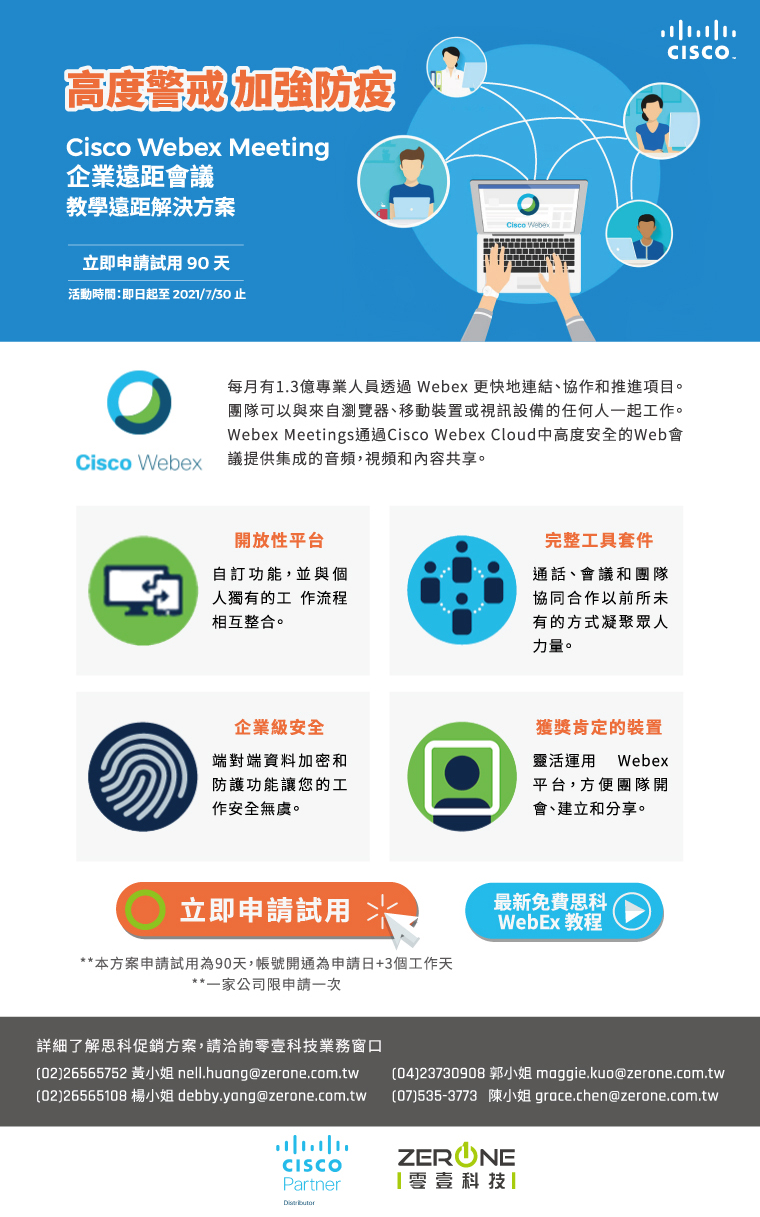 CISCO
高度警戒 加強防疫
Cisco Webex Meeting
企業遠距會議
教學遠距解決方案
立即申請試用 90 天
活動時間：即日起至 2021/7/30 止
Cisco Webex
Cisco Webex
每月有1.3億專業人員透過 Webex 更快地連結、協作和推進項目。
團隊可以與來自瀏覽器、移動裝置或視訊設備的任何人一起工作。
Webex Meetings通過Cisco Webex Cloud中高度安全的Web會
議提供集成的音頻，視頻和內容共享。
開放性平台
自訂功能，並與個
人獨有的工 作流程
相互整合。
完整工具套件
通話、會議和團隊
協同合作以前所未
有的方式凝聚眾人
力量。
企業級安全
端對端資料加密和
防護功能讓您的工
作安全無虞。
獲獎肯定的裝置
靈活運用 Webex
平台，方便團隊開
會、建立和分享。
立即申請試用
最新免費思科
WebEx 教程
**本方案申請試用為90天，帳號開通為申請日+3個工作天
**一家公司限申請一次
詳細了解思科促銷方案，請洽詢零壹科技業務窗口
(02)26565752 黃小姐 nell.huang@zerone.com.tw
(04)23730908 郭小姐 maggie.kuo@zerone.com.tw
(02)26565108 楊小姐 debby.yang@zerone.com.tw
(07)535-3773 陳小姐 grace.chen@zerone.com.tw
CISCO
Partner
Distributor
ZERONE
零壹科技